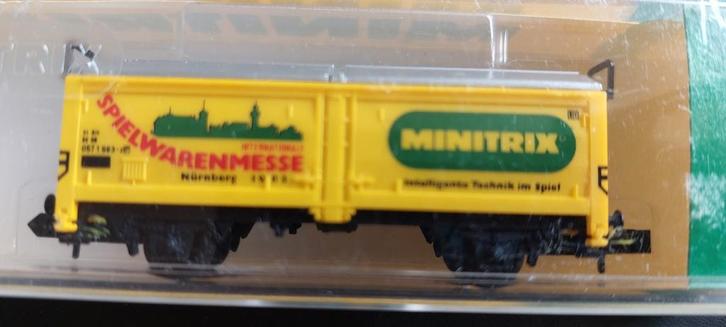 SPIELWARENMESSE
INTERNATIONALE
Nürnberg
MINITRIX
Intelligente Technik im Spiel